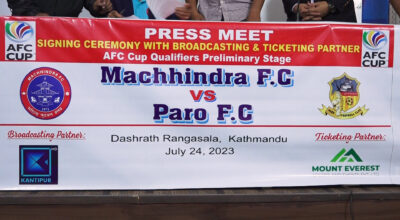 AFC
CUP
PRESS MEET
SIGNING CEREMONY WITH BROADCASTING & TICKETING PARTNER
AFC Cup Qualifiers Preliminary Stage
AFC
CUP
MACHHINDRA F.C
Machhindra F.C
VS
Paro F.C
Broadcasting Partner:
Dashrath Rangasala, Kathmandu
Ticketing Partner:
July 24, 2023
KANTIPUR
MOUNT EVEREST